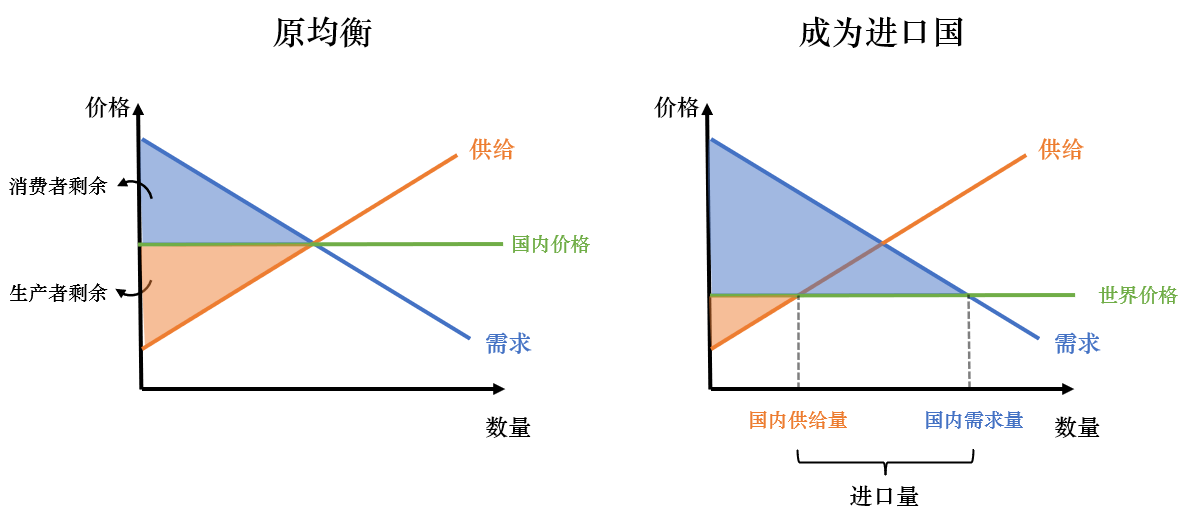 原均衡
价格
供给
消费者剩余
国内价格
生产者剩余
需求
数量
成为进口国
价格
供给
世界价格
需求
国内供给量
国内需求量
数量
进口量